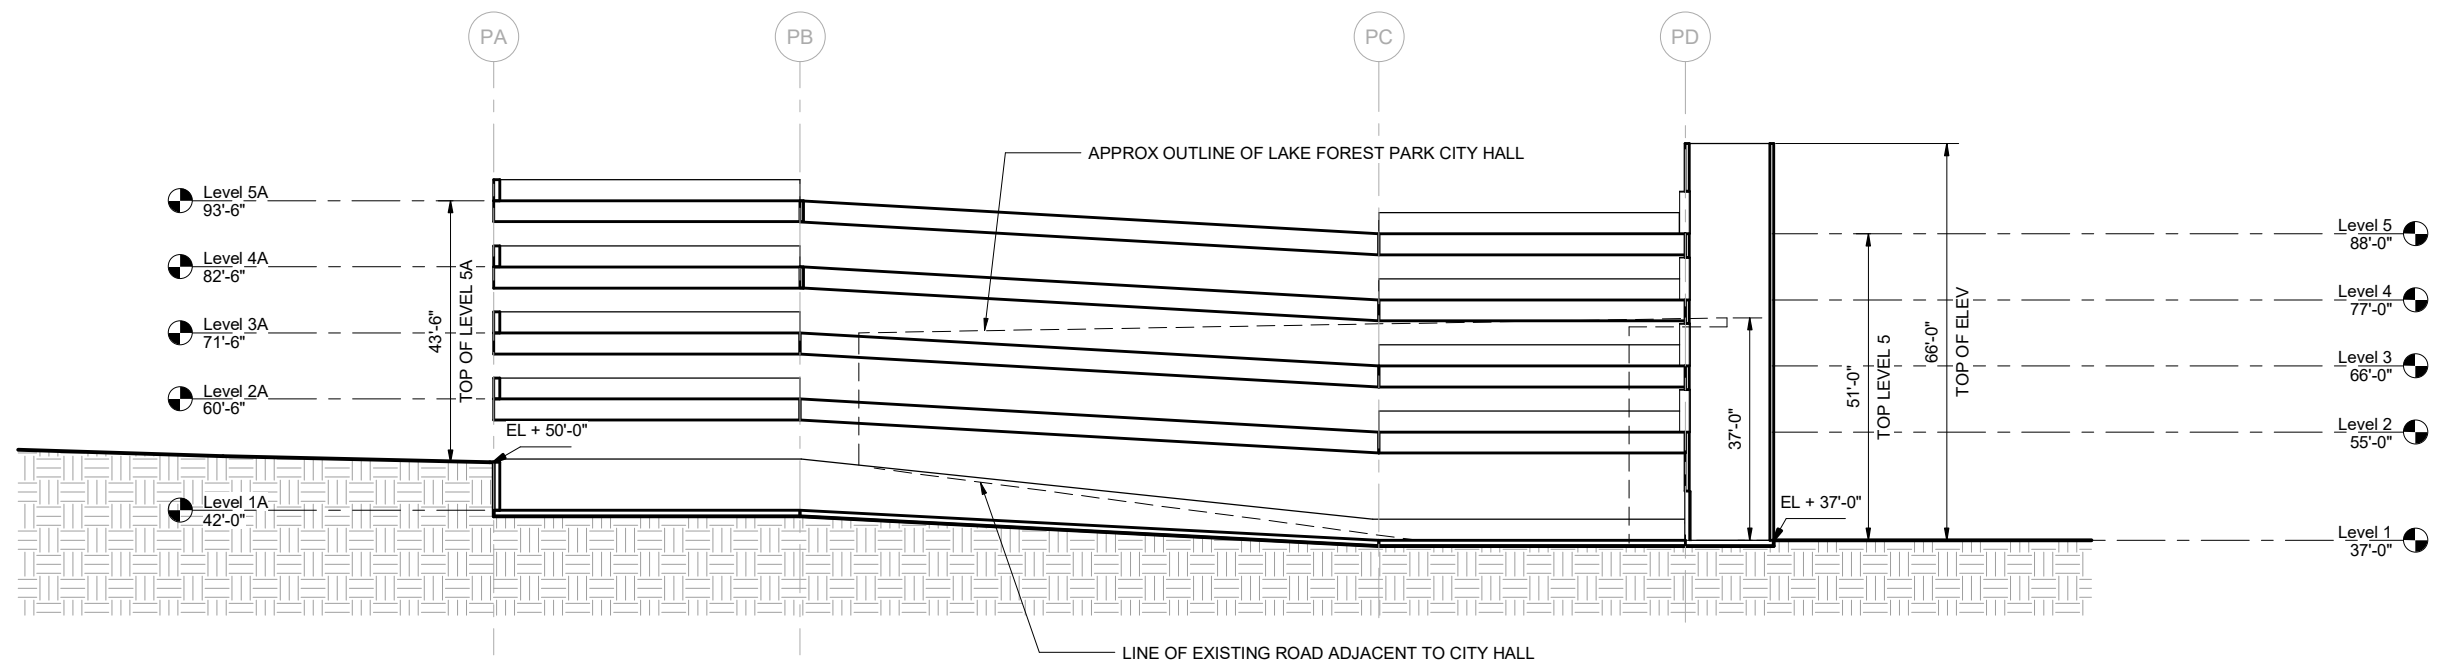 PA
PB
PC
PD
APPROX OUTLINE OF LAKE FOREST PARK CITY HALL
Level 5A
93'-6"
Level 4A
82'-6"
Level 3A
71'-6"
Level 2A
60'-6"
Level 1A
42'-0"
43'-6"
TOP OF LEVEL 5A
EL + 50'-0"
37'-0"
51'-0"
TOP LEVEL 5
66'-0"
TOP OF ELEV
EL + 37'-0"
Level 5
88'-0"
Level 4
77'-0"
Level 3
66'-0"
Level 2
55'-0"
Level 1
37'-0"
LINE OF EXISTING ROAD ADJACENT TO CITY HALL